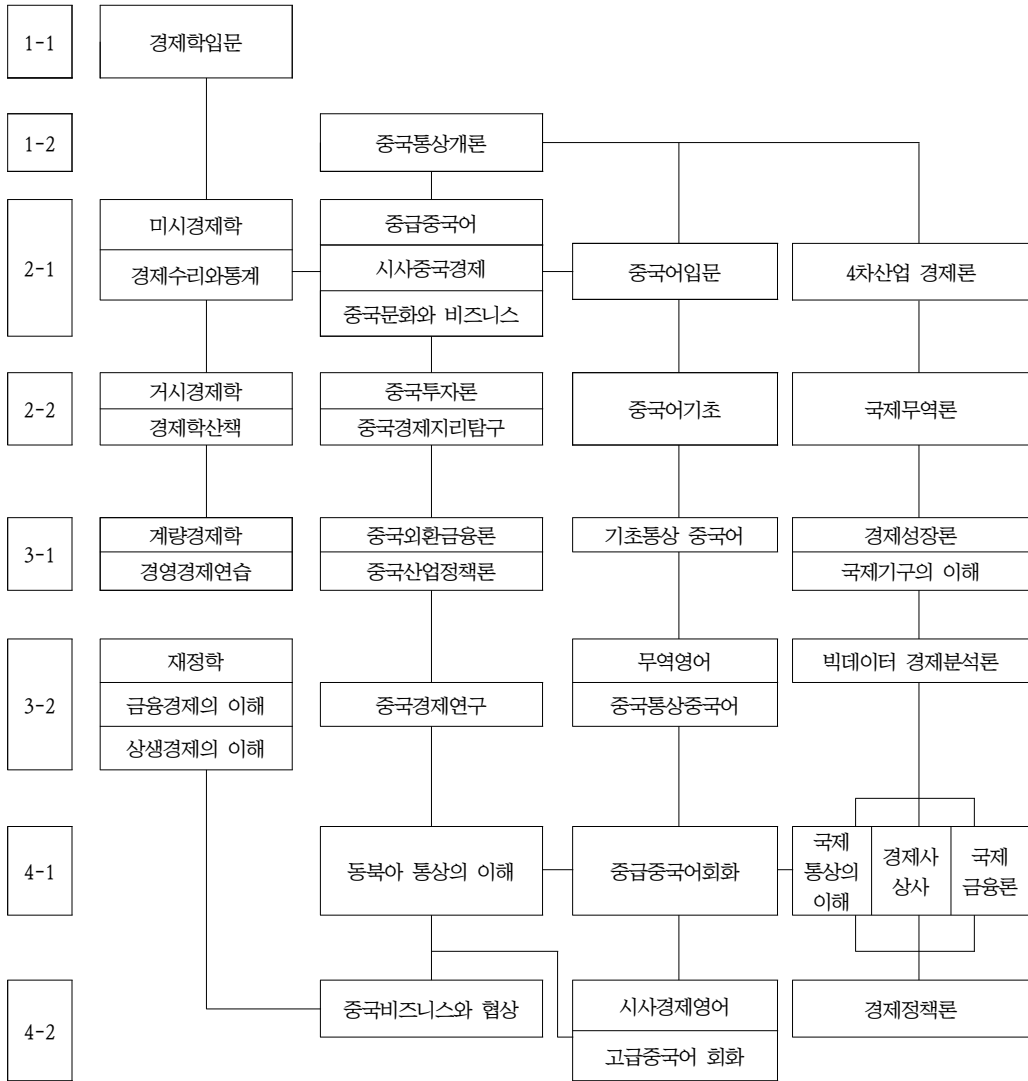 1-1
경제학입문
1-2
중국통상개론
2-1
미시경제학
경제수리와통계
중급중국어
시사중국경제
중국문화와 비즈니스
중국어입문
4차산업 경제론
2-2
거시경제학
경제학산책
중국투자론
중국경제지리탐구
중국어기초
국제무역론
3-1
계량경제학
경영경제연습
중국외환금융론
중국산업정책론
기초통상 중국어
경제성장론
국제기구의 이해
3-2
재정학
금융경제의 이해
상생경제의 이해
중국경제연구
무역영어
중국통상중국어
빅데이터 경제분석론
4-1
동북아 통상의 이해
중급중국어회화
국제
통상의
이해
경제사
상사
국제
금융론
4-2
중국비즈니스와 협상
시사경제영어
고급중국어 회화
경제정책론